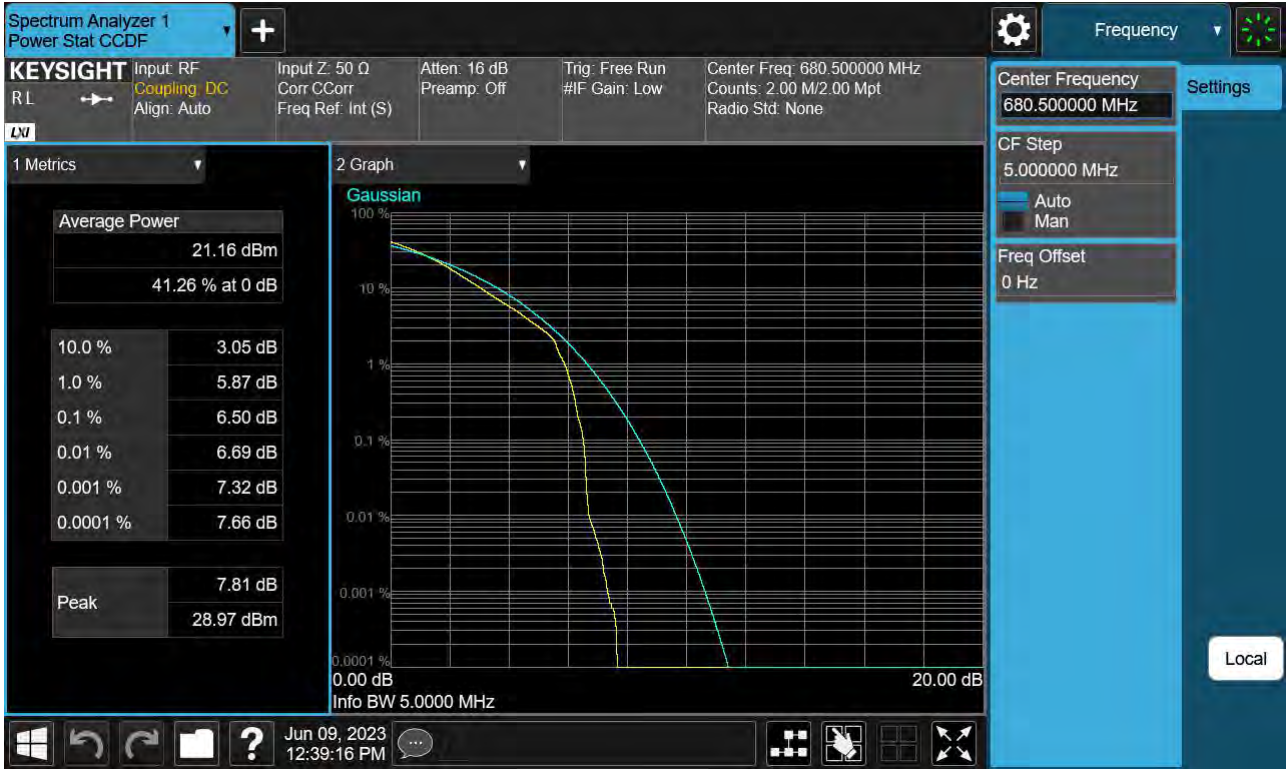 Spectrum Analyzer 1
Power Stat CCDF
+
Frequency
KEYSIGHT
RL
LXI
Input: RF
Coupling: DC
Align: Auto
Input Z: 50 Ω
Corr CCorr
Freq Ref: Int (S)
Atten: 16 dB
Preamp: Off
Trig: Free Run
#IF Gain: Low
Center Freq: 680.500000 MHz
Counts: 2.00 M/2.00 Mpt
Radio Std: None
1 Metrics
Average Power
21.16 dBm
41.26 % at 0 dB
10.0 % 3.05 dB
1.0 % 5.87 dB
0.1 % 6.50 dB
0.01 % 6.69 dB
0.001 % 7.32 dB
0.0001 % 7.66 dB
Peak
7.81 dB
28.97 dBm
2 Graph
Gaussian
100 %
10 %
1 %
0.1 %
0.01 %
0.001 %
0.0001 %
0.00 dB 20.00 dB
Info BW 5.0000 MHz
Center Frequency
680.500000 MHz
CF Step
5.000000 MHz
Auto
Man
Freq Offset
0 Hz
Settings
Local
?
Jun 09, 2023
12:39:16 PM